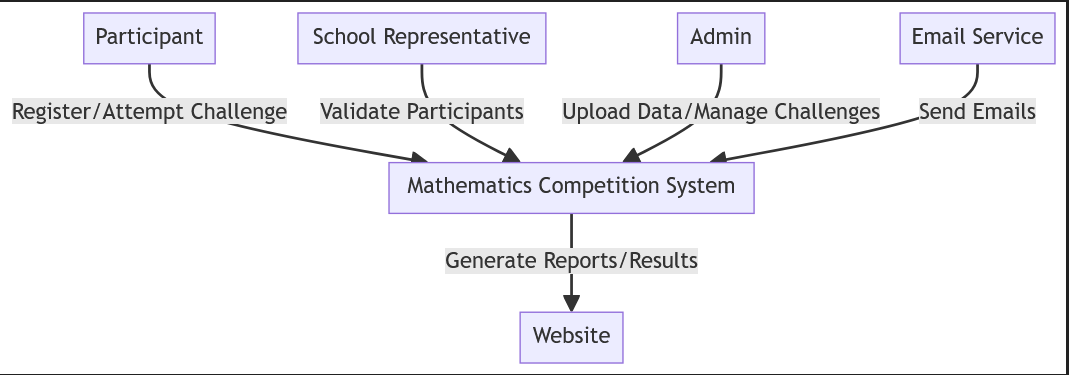 Participant
School Representative
Admin
Email Service
Register/Attempt Challenge
Validate Participants
Upload Data/Manage Challenges
Send Emails
Mathematics Competition System
Generate Reports/Results
Website